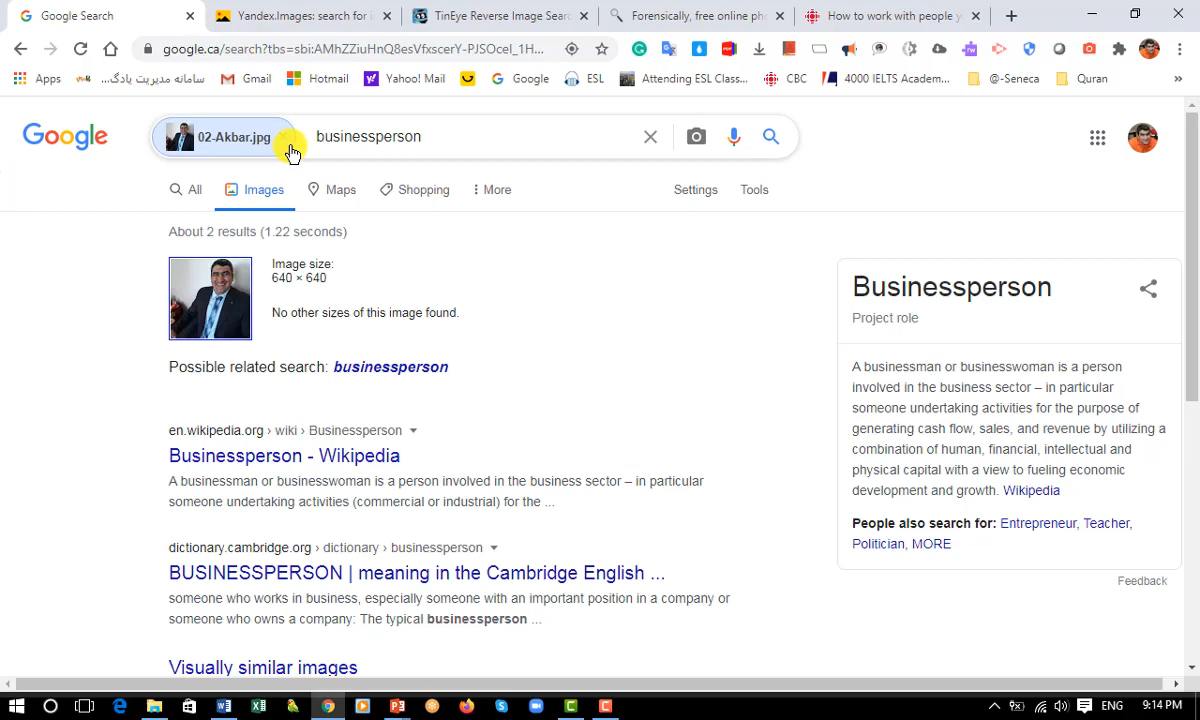 Google Search
Yandex.Images: search for i
TinEye Reverse Image Search
Forensically, free online ph
How to work with people y
google.ca/search?tbs=sbi:AMhZZiuHnQ8esVfxscerY-PJSOceI_1H...
Apps
سامانه مدیریت یادگ...
Gmail
Hotmail
Yahoo! Mail
Google
ESL
Attending ESL Class...
CBC
4000 IELTS Academ...
@-Seneca
Quran
»
Google
02-Akbar.jpg
businessperson
All
Images
Maps
Shopping
More
Settings
Tools
About 2 results (1.22 seconds)
Image size:
640 × 640
No other sizes of this image found.
Possible related search: businessperson
en.wikipedia.org › wiki › Businessperson
Businessperson - Wikipedia
A businessman or businesswoman is a person involved in the business sector – in particular
someone undertaking activities (commercial or industrial) for the ...
dictionary.cambridge.org › dictionary › businessperson
BUSINESSPERSON | meaning in the Cambridge English ...
someone who works in business, especially someone with an important position in a company or
someone who owns a company: The typical businessperson ...
Visually similar images
Businessperson
Project role
A businessman or businesswoman is a person
involved in the business sector – in particular
someone undertaking activities for the purpose of
generating cash flow, sales, and revenue by utilizing a
combination of human, financial, intellectual and
physical capital with a view to fueling economic
development and growth. Wikipedia
People also search for: Entrepreneur, Teacher,
Politician, MORE
Feedback
ENG
9:14 PM